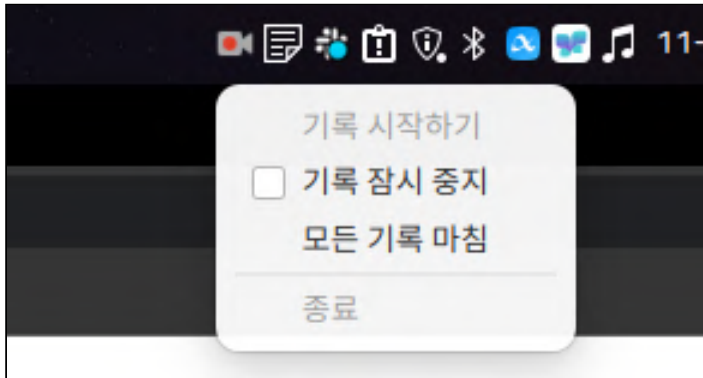 11-
기록 시작하기
기록 잠시 중지
모든 기록 마침
종료